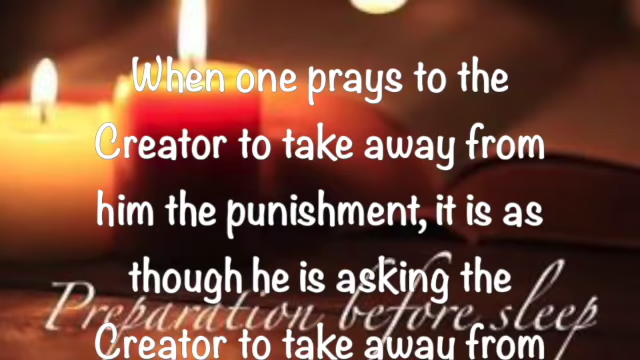 When one prays to the
Creator to take away from
him the punishment, it is as
though he is asking the
Preparation before sleep
Creator to take away from